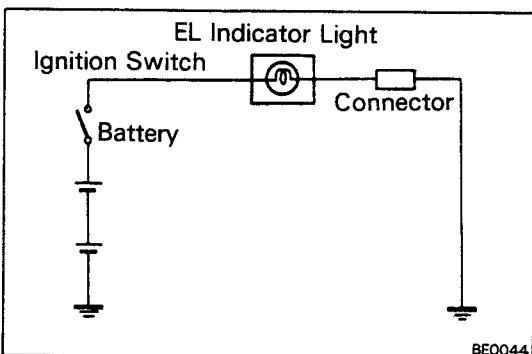 EL Indicator Light
Ignition Switch
Connector
Battery
BE0044